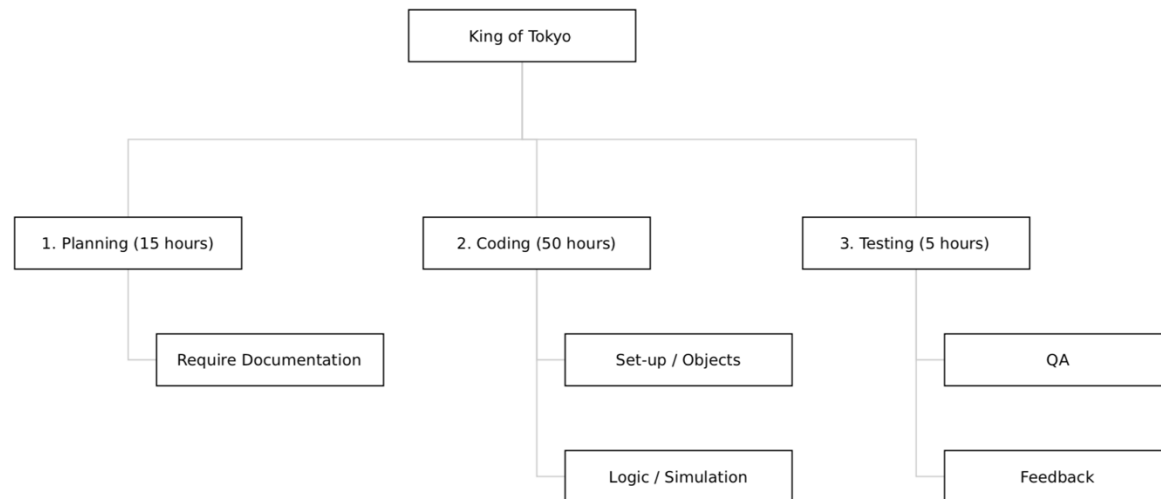 King of Tokyo
1. Planning (15 hours)
2. Coding (50 hours)
3. Testing (5 hours)
Require Documentation
Set-up / Objects
QA
Logic / Simulation
Feedback